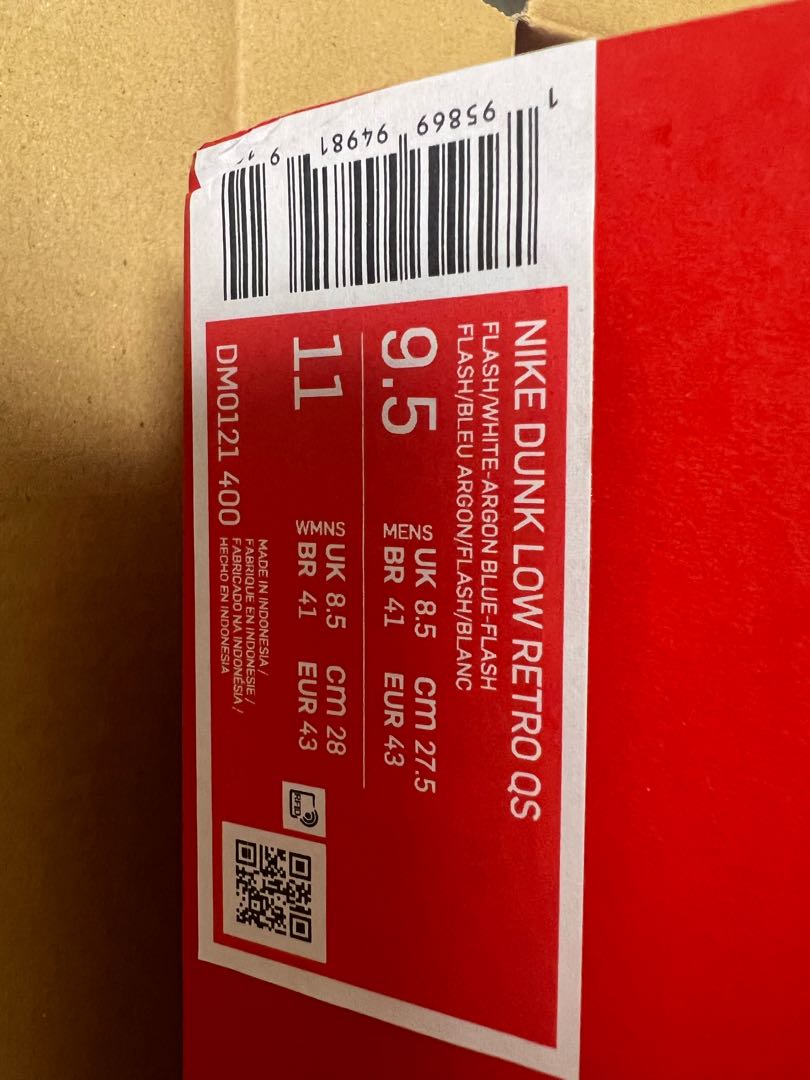 NIKE DUNK LOW RETRO QS
FLASH/WHITE-ARGON BLUE-FLASH
FLASH/BLEU ARGON/FLASH/BLANC
9.5
MENS
UK 8.5 cm 27.5
BR 41 EUR 43
11
WMNS
UK 8.5 cm 28
BR 41 EUR 43
MADE IN INDONESIA /
FABRIQUE EN INDONESIE /
FABRICADO NA INDONÉSIA /
HECHO EN INDONESIA
DM0121 400
RFID
1 95869 94981 9